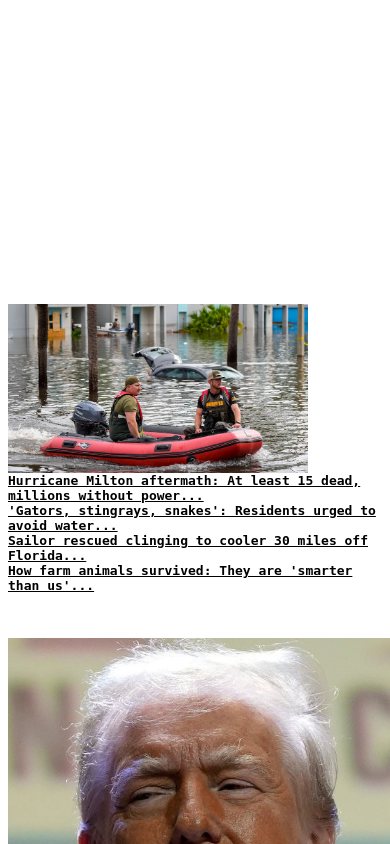 Hurricane Milton aftermath: At least 15 dead,
millions without power...
'Gators, stingrays, snakes': Residents urged to
avoid water...
Sailor rescued clinging to cooler 30 miles off
Florida...
How farm animals survived: They are 'smarter
than us'...